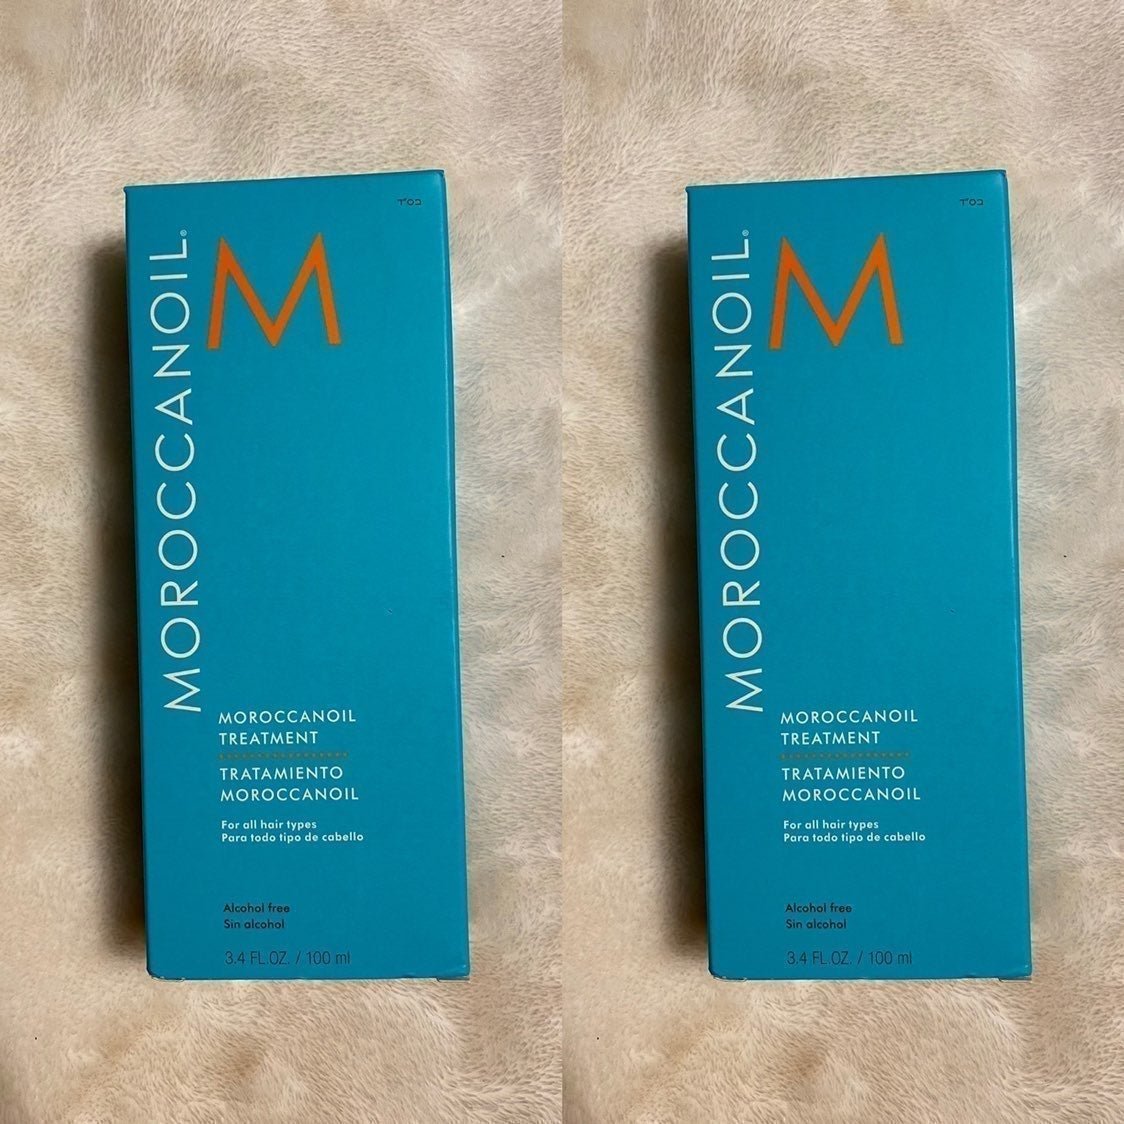 בס"ד
MOROCCANOIL®
M
MOROCCANOIL
TREATMENT
TRATAMIENTO
MOROCCANOIL
For all hair types
Para todo tipo de cabello
Alcohol free
Sin alcohol
3.4 FL.OZ. / 100 ml
בס"ד
MOROCCANOIL®
M
MOROCCANOIL
TREATMENT
TRATAMIENTO
MOROCCANOIL
For all hair types
Para todo tipo de cabello
Alcohol free
Sin alcohol
3.4 FL.OZ. / 100 ml